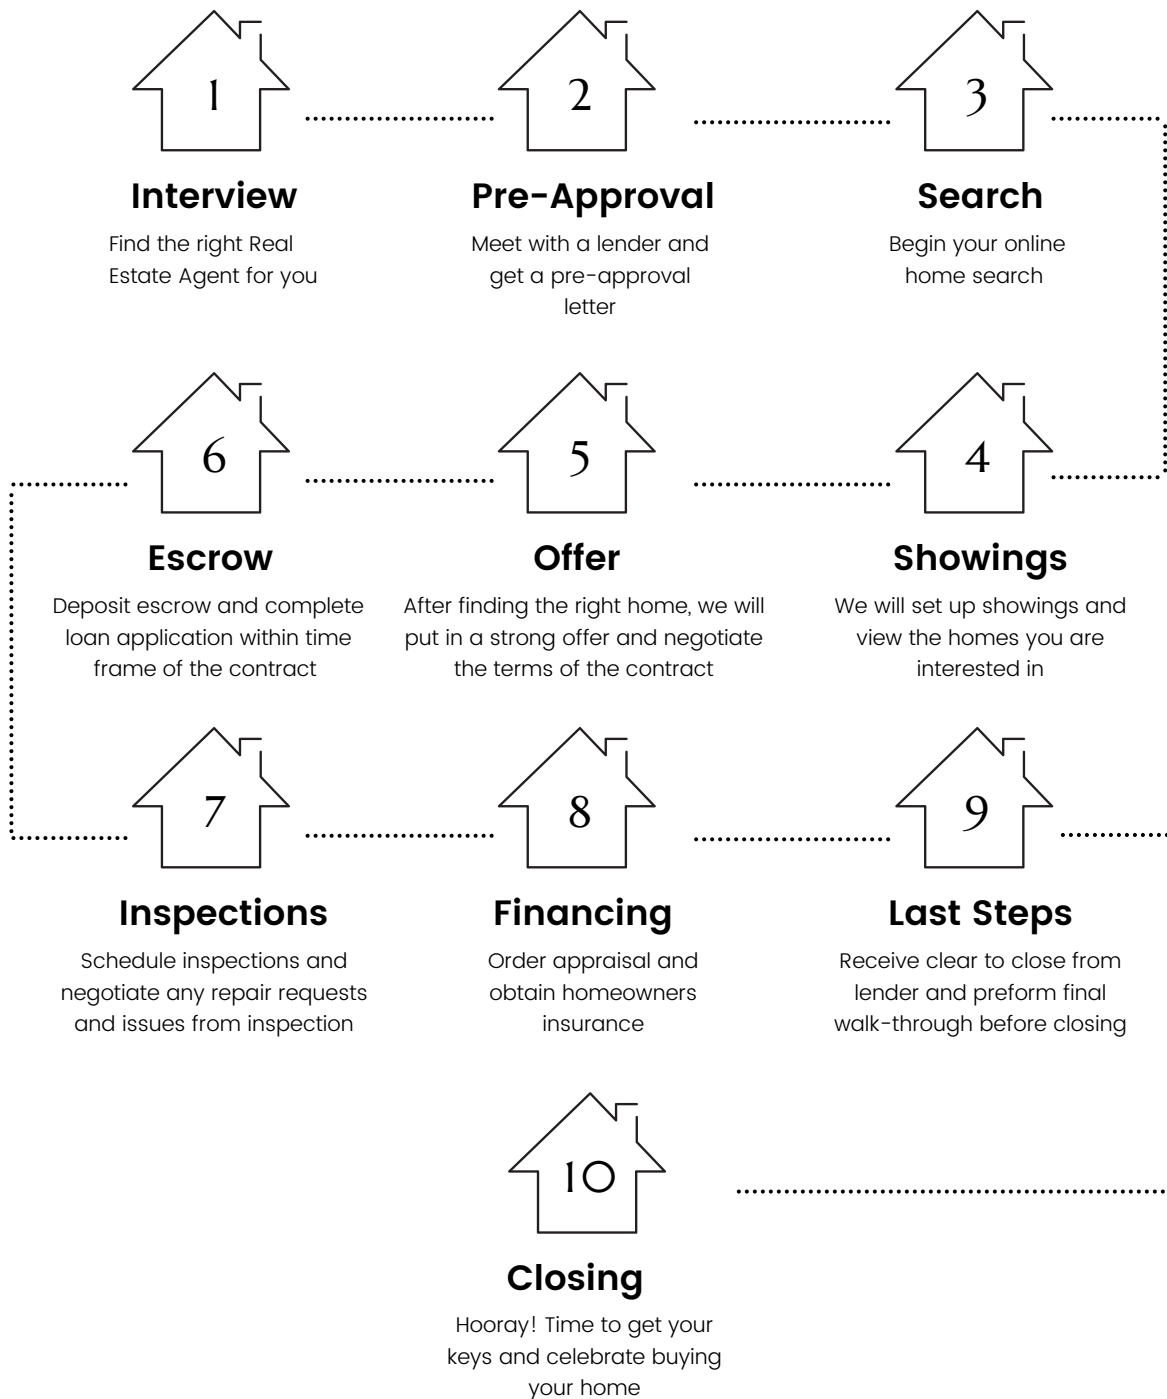 1
Interview
Find the right Real
Estate Agent for you
2
Pre-Approval
Meet with a lender and
get a pre-approval
letter
3
Search
Begin your online
home search
4
Showings
We will set up showings and
view the homes you are
interested in
5
Offer
After finding the right home, we will
put in a strong offer and negotiate
the terms of the contract
6
Escrow
Deposit escrow and complete
loan application within time
frame of the contract
7
Inspections
Schedule inspections and
negotiate any repair requests
and issues from inspection
8
Financing
Order appraisal and
obtain homeowners
insurance
9
Last Steps
Receive clear to close from
lender and preform final
walk-through before closing
10
Closing
Hooray! Time to get your
keys and celebrate buying
your home